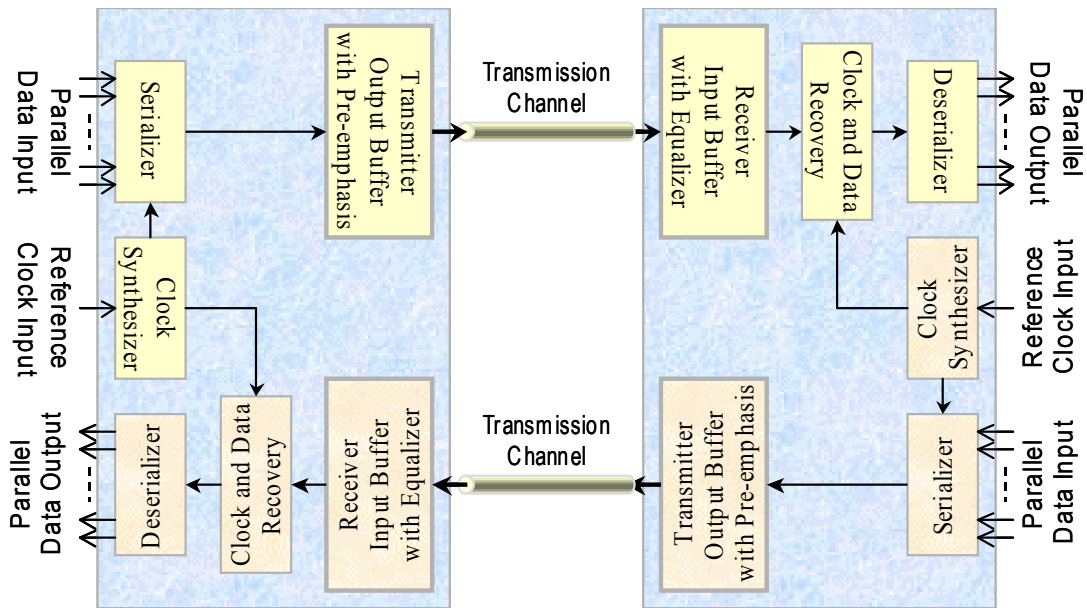 Parallel
Data Input
Serializer
Transmitter
Output Buffer
with Pre-emphasis
Transmission
Channel
Receiver
Input Buffer
with Equalizer
Clock and Data
Recovery
Deserializer
Parallel
Data Output
Reference
Clock Input
Clock
Synthesizer
Clock
Synthesizer
Reference
Clock Input
Parallel
Data Output
Deserializer
Clock and Data
Recovery
Receiver
Input Buffer
with Equalizer
Transmission
Channel
Transmitter
Output Buffer
with Pre-emphasis
Serializer
Parallel
Data Input